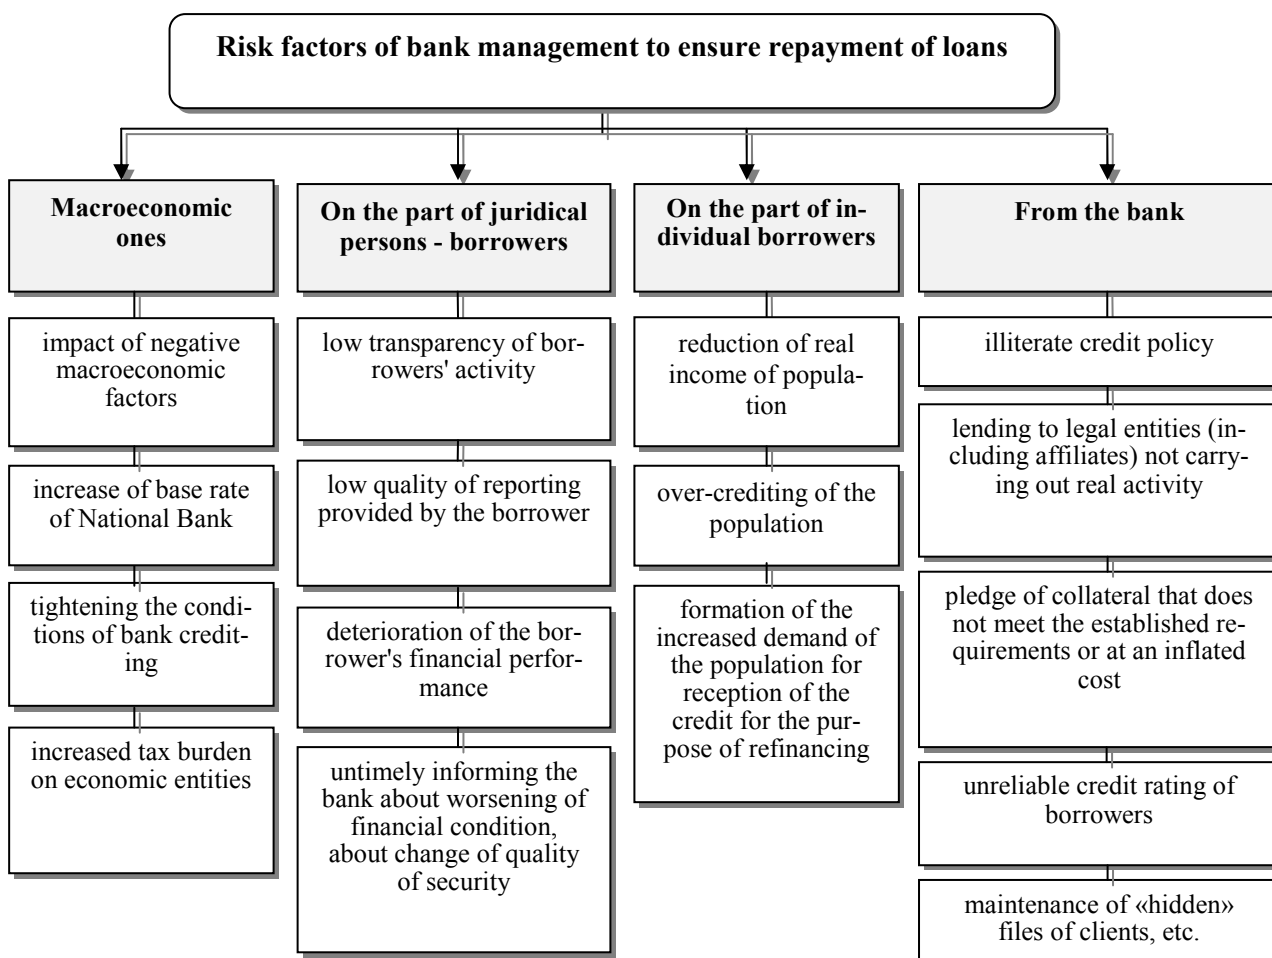 Risk factors of bank management to ensure repayment of loans
Macroeconomic
ones
impact of negative
macroeconomic
factors
increase of base rate
of National Bank
tightening the condi-
tions of bank credit-
ing
increased tax burden
on economic entities
On the part of juridical
persons - borrowers
low transparency of bor-
rowers' activity
low quality of reporting
provided by the borrower
deterioration of the bor-
rower's financial perfor-
mance
untimely informing the
bank about worsening of
financial condition,
about change of quality
of security
On the part of in-
dividual borrowers
reduction of real
income of popula-
tion
over-crediting of the
population
formation of the
increased demand of
the population for
reception of the
credit for the pur-
pose of refinancing
From the bank
illiterate credit policy
lending to legal entities (in-
cluding affiliates) not carry-
ing out real activity
pledge of collateral that does
not meet the established re-
quirements or at an inflated
cost
unreliable credit rating of
borrowers
maintenance of «hidden»
files of clients, etc.